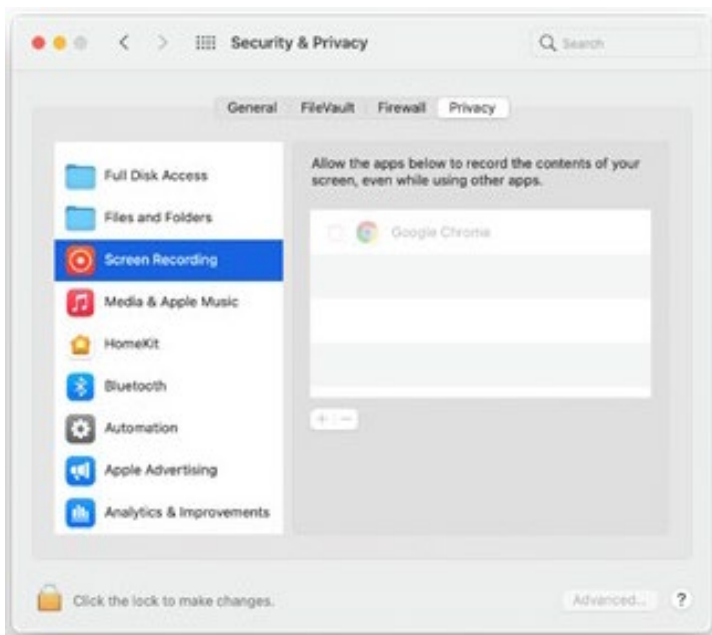 Security & Privacy
Search
General FileVault Firewall Privacy
Full Disk Access
Files and Folders
Screen Recording
Media & Apple Music
HomeKit
Bluetooth
Automation
Apple Advertising
Analytics & Improvements
Allow the apps below to record the contents of your
screen, even while using other apps.
Google Chrome
+ −
Click the lock to make changes.
Advanced... ?